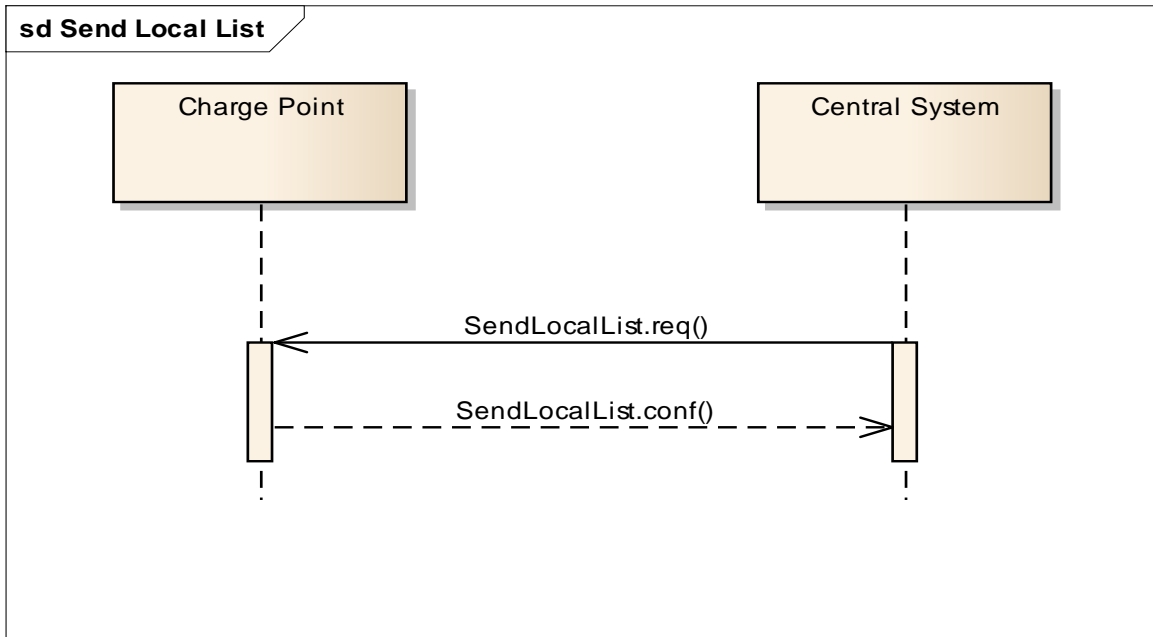 sd Send Local List
Charge Point
Central System
SendLocalList.req()
SendLocalList.conf()